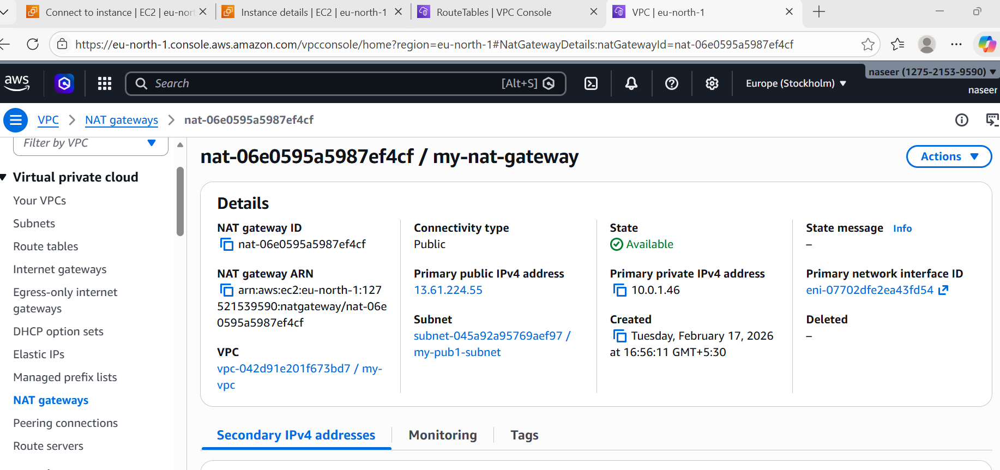 Connect to instance | EC2 | eu-nort
Instance details | EC2 | eu-north-1
RouteTables | VPC Console
VPC | eu-north-1
https://eu-north-1.console.aws.amazon.com/vpcconsole/home?region=eu-north-1#NatGatewayDetails:natGatewayId=nat-06e0595a5987ef4cf
aws
Search
[Alt+S]
Europe (Stockholm)
naseer (1275-2153-9590)
naseer
VPC
NAT gateways
nat-06e0595a5987ef4cf
Filter by VPC
Virtual private cloud
Your VPCs
Subnets
Route tables
Internet gateways
Egress-only internet
gateways
DHCP option sets
Elastic IPs
Managed prefix lists
NAT gateways
Peering connections
Route servers
nat-06e0595a5987ef4cf / my-nat-gateway
Actions
Details
NAT gateway ID
nat-06e0595a5987ef4cf
NAT gateway ARN
arn:aws:ec2:eu-north-1:127
521539590:natgateway/nat-06e
0595a5987ef4cf
VPC
vpc-042d91e201f673bd7 / my-
vpc
Connectivity type
Public
Primary public IPv4 address
13.61.224.55
Subnet
subnet-045a92a95769aef97 /
my-pub1-subnet
State
Available
Primary private IPv4 address
10.0.1.46
Created
Tuesday, February 17, 2026
at 16:56:11 GMT+5:30
State message Info
–
Primary network interface ID
eni-07702dfe2ea43fd54
Deleted
–
Secondary IPv4 addresses
Monitoring
Tags